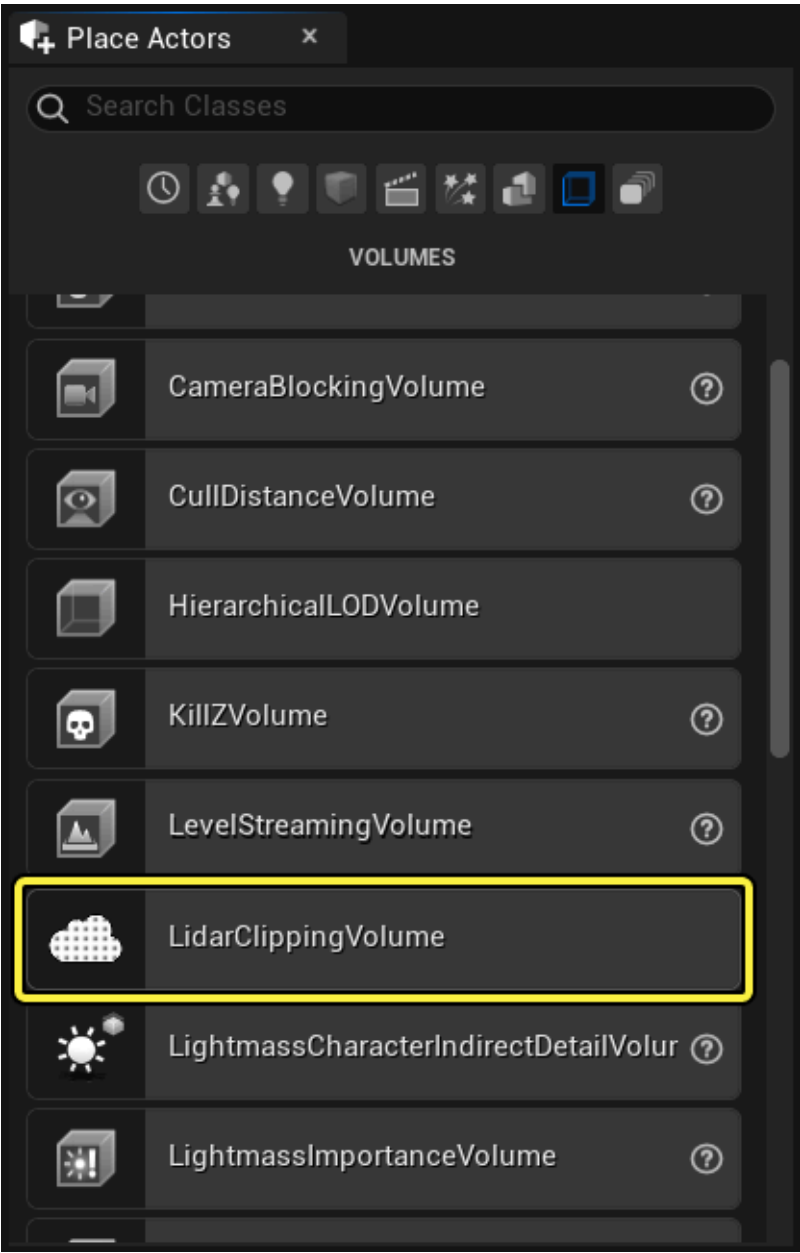 Place Actors
Search Classes
VOLUMES
CameraBlockingVolume
CullDistanceVolume
HierarchicalLODVolume
KillZVolume
LevelStreamingVolume
LidarClippingVolume
LightmassCharacterIndirectDetailVolur
LightmassImportanceVolume